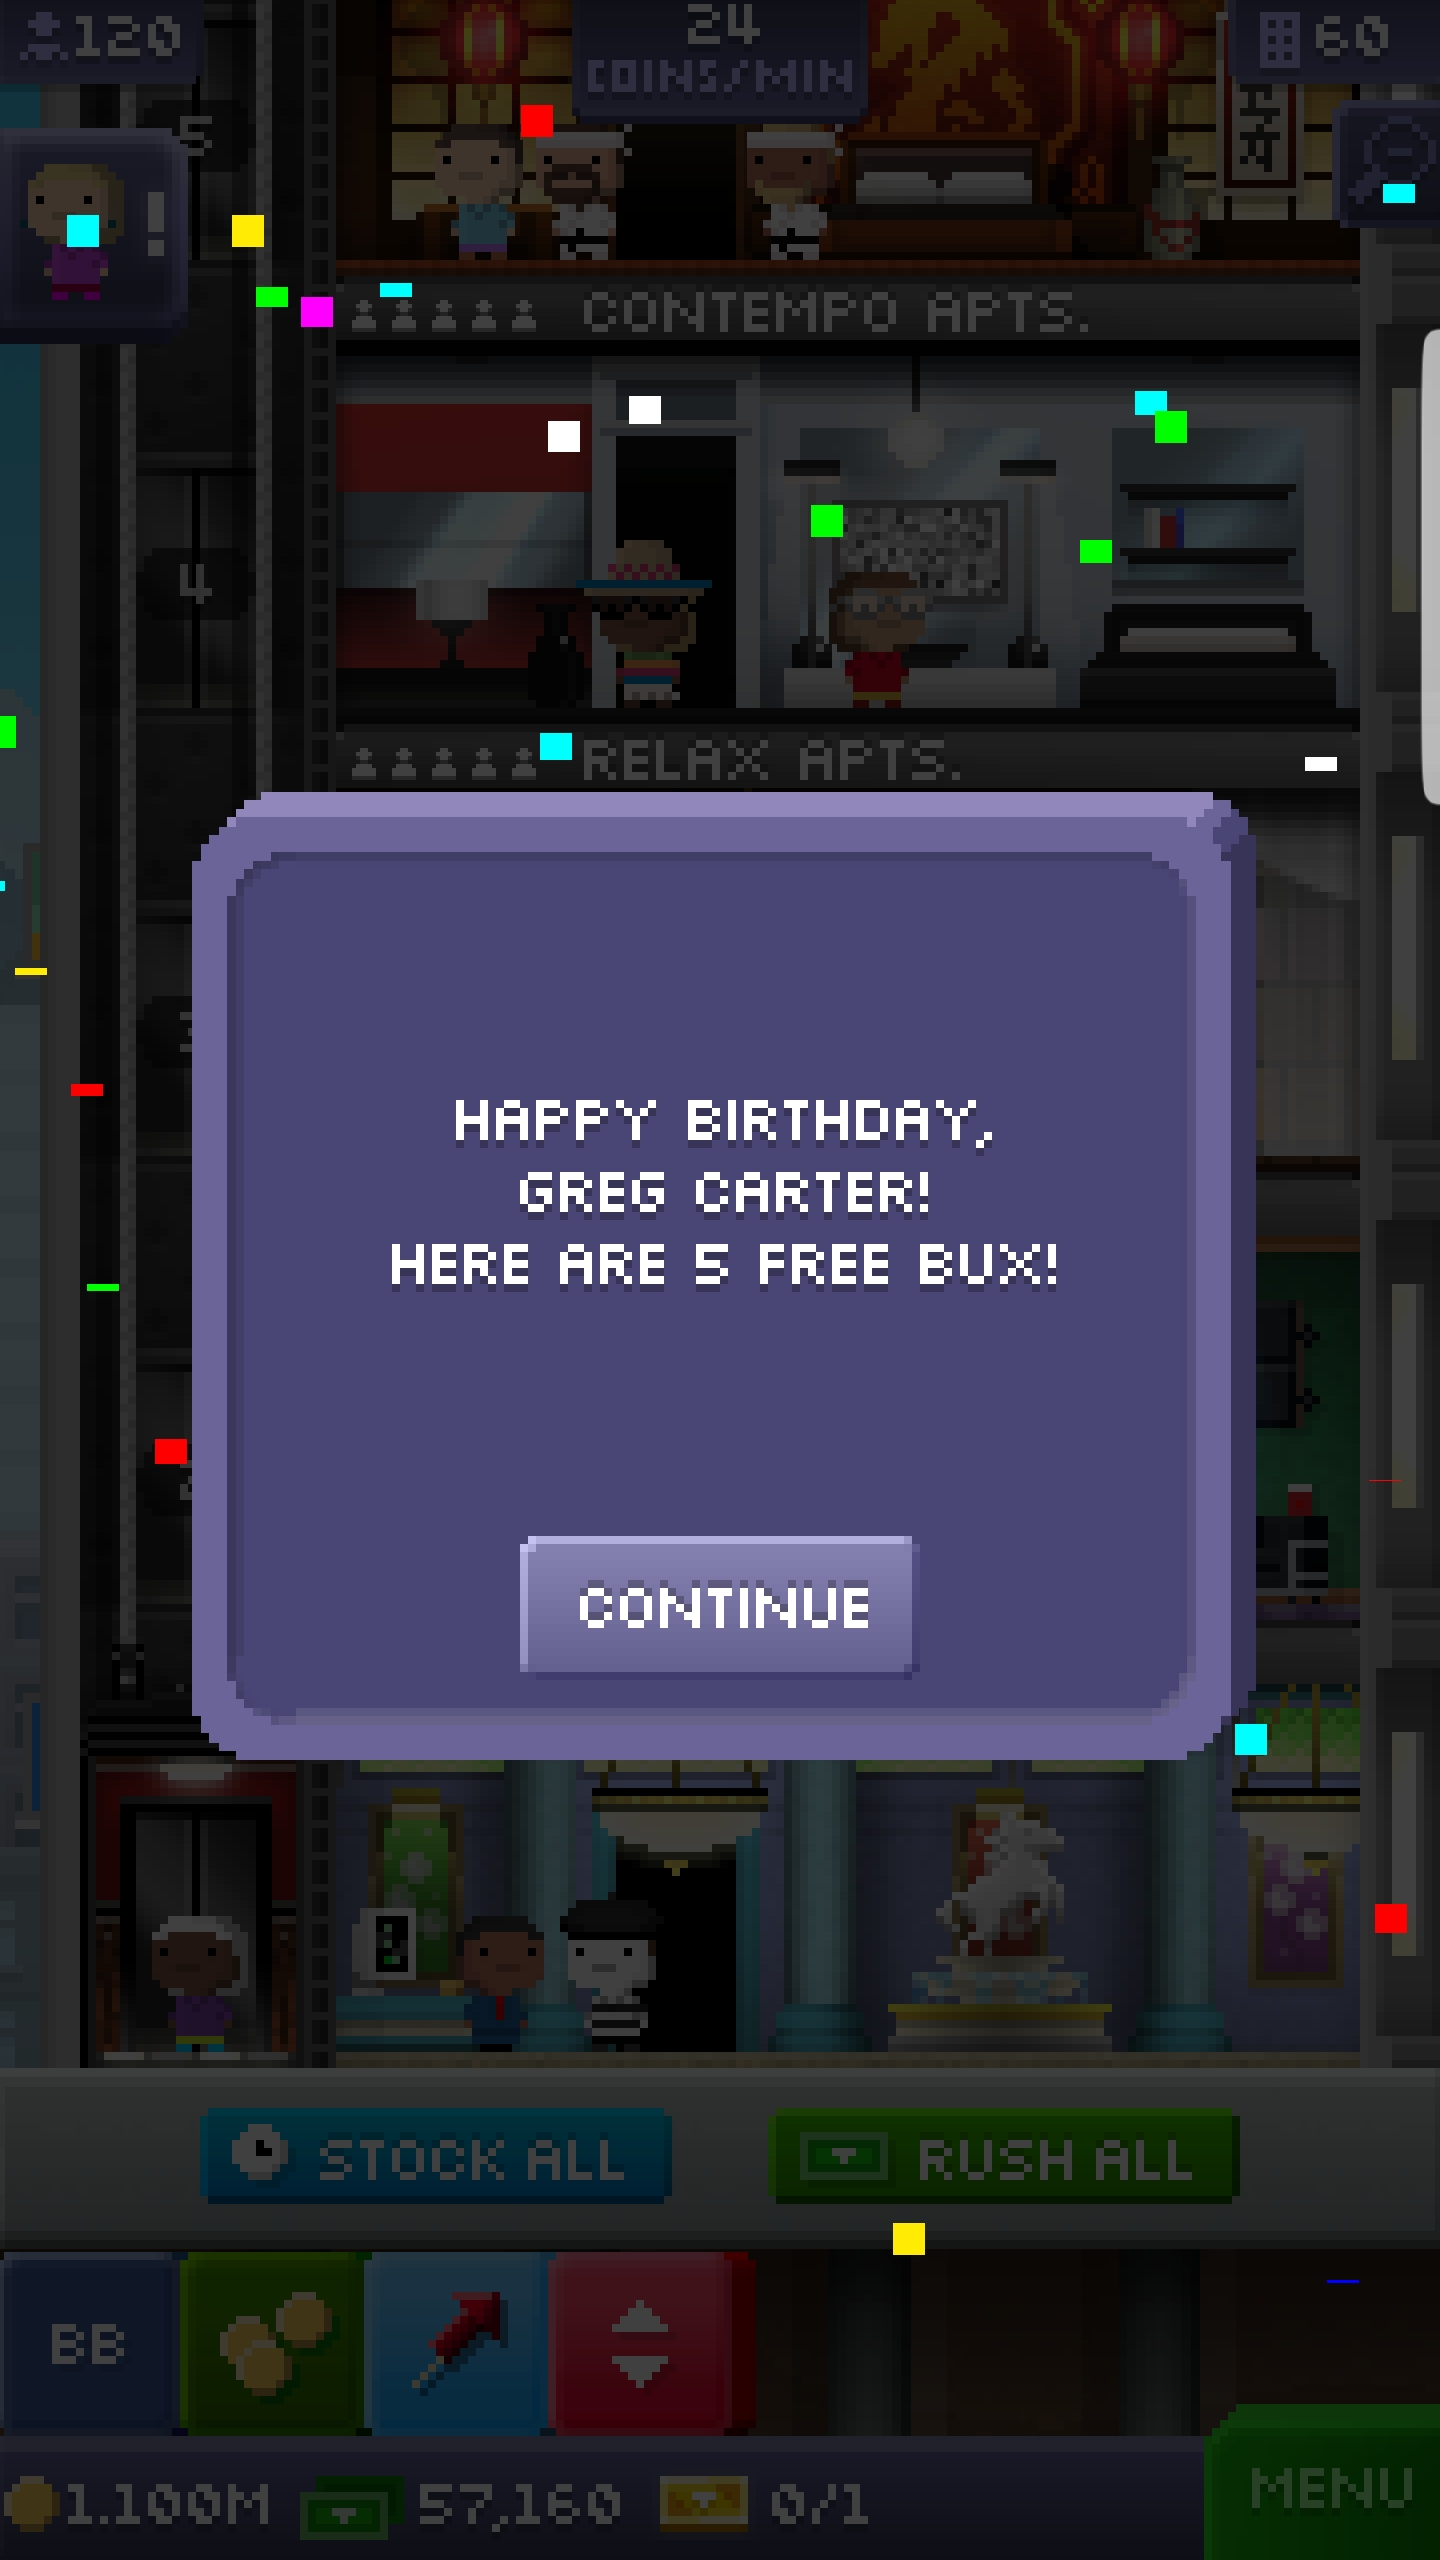 120
24
COINS/MIN
60
5
!
CONTEMPO APTS.
4
RELAX APTS.
HAPPY BIRTHDAY,
GREG CARTER!
HERE ARE 5 FREE BUX!
CONTINUE
STOCK ALL
RUSH ALL
BB
1.100M
57,160
0/1
MENU